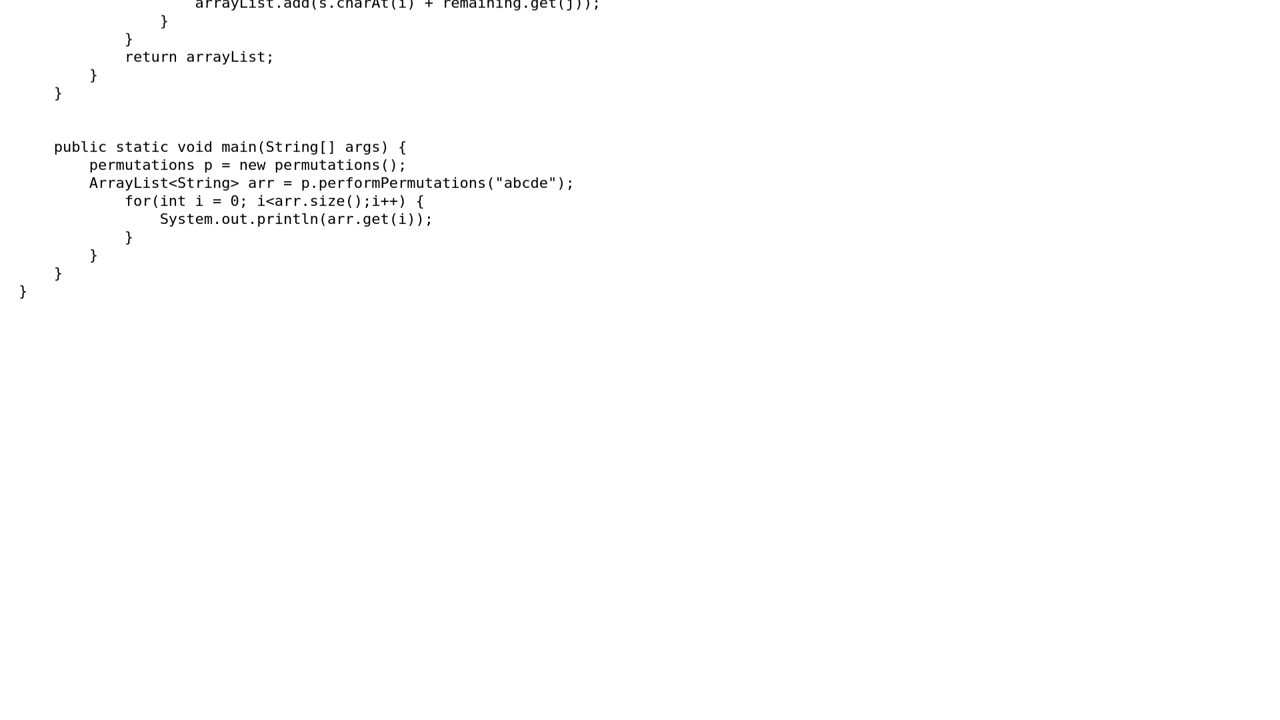 arrayList.add(s.charAt(i) + remaining.get(j));
}
}
return arrayList;
}
}
public static void main(String[] args) {
permutations p = new permutations();
ArrayList<String> arr = p.performPermutations("abcde");
for(int i = 0; i<arr.size();i++) {
System.out.println(arr.get(i));
}
}
}
}